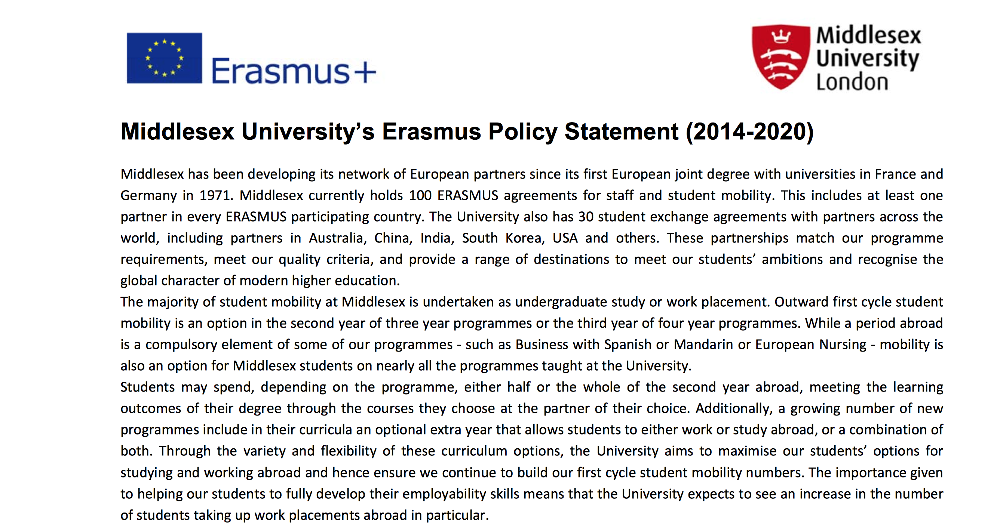 Erasmus+
Middlesex
University
London
Middlesex University’s Erasmus Policy Statement (2014-2020)
Middlesex has been developing its network of European partners since its first European joint degree with universities in France and
Germany in 1971. Middlesex currently holds 100 ERASMUS agreements for staff and student mobility. This includes at least one
partner in every ERASMUS participating country. The University also has 30 student exchange agreements with partners across the
world, including partners in Australia, China, India, South Korea, USA and others. These partnerships match our programme
requirements, meet our quality criteria, and provide a range of destinations to meet our students’ ambitions and recognise the
global character of modern higher education.
The majority of student mobility at Middlesex is undertaken as undergraduate study or work placement. Outward first cycle student
mobility is an option in the second year of three year programmes or the third year of four year programmes. While a period abroad
is a compulsory element of some of our programmes - such as Business with Spanish or Mandarin or European Nursing - mobility is
also an option for Middlesex students on nearly all the programmes taught at the University.
Students may spend, depending on the programme, either half or the whole of the second year abroad, meeting the learning
outcomes of their degree through the courses they choose at the partner of their choice. Additionally, a growing number of new
programmes include in their curricula an optional extra year that allows students to either work or study abroad, or a combination of
both. Through the variety and flexibility of these curriculum options, the University aims to maximise our students’ options for
studying and working abroad and hence ensure we continue to build our first cycle student mobility numbers. The importance given
to helping our students to fully develop their employability skills means that the University expects to see an increase in the number
of students taking up work placements abroad in particular.